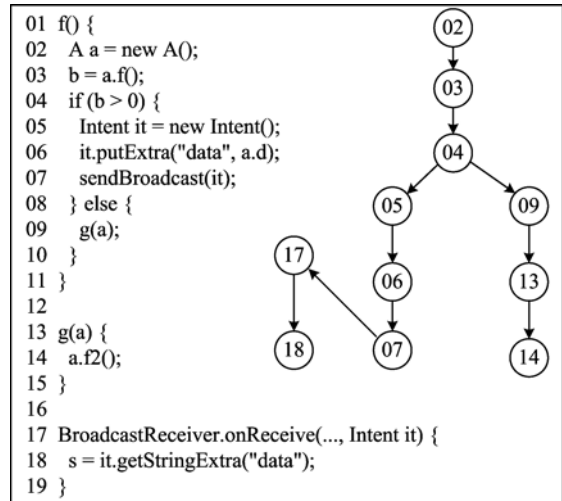 01 f() {
02 A a = new A();
03 b = a.f();
04 if (b > 0) {
05 Intent it = new Intent();
06 it.putExtra("data", a.d);
07 sendBroadcast(it);
08 } else {
09 g(a);
10 }
11 }
12
13 g(a) {
14 a.f2();
15 }
16
17 BroadcastReceiver.onReceive(..., Intent it) {
18 s = it.getStringExtra("data");
19 }
02
03
04
05 09
17 06 13
18 07 14